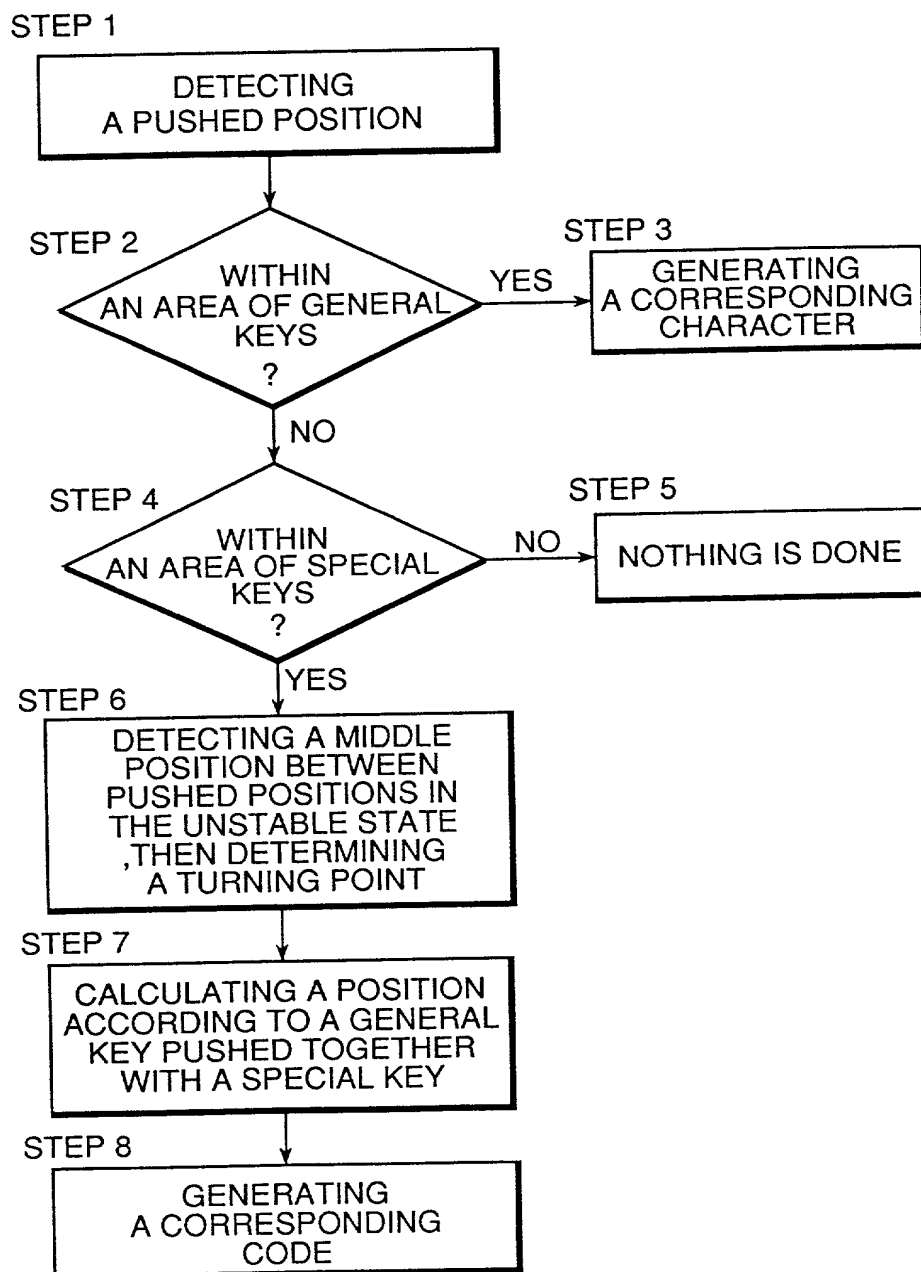 STEP 1
DETECTING
A PUSHED POSITION
STEP 2
WITHIN
AN AREA OF GENERAL
KEYS
?
YES
STEP 3
GENERATING
A CORRESPONDING
CHARACTER
NO
STEP 4
WITHIN
AN AREA OF SPECIAL
KEYS
?
NO
STEP 5
NOTHING IS DONE
YES
STEP 6
DETECTING A MIDDLE
POSITION BETWEEN
PUSHED POSITIONS IN
THE UNSTABLE STATE
,THEN DETERMINING
A TURNING POINT
STEP 7
CALCULATING A POSITION
ACCORDING TO A GENERAL
KEY PUSHED TOGETHER
WITH A SPECIAL KEY
STEP 8
GENERATING
A CORRESPONDING
CODE